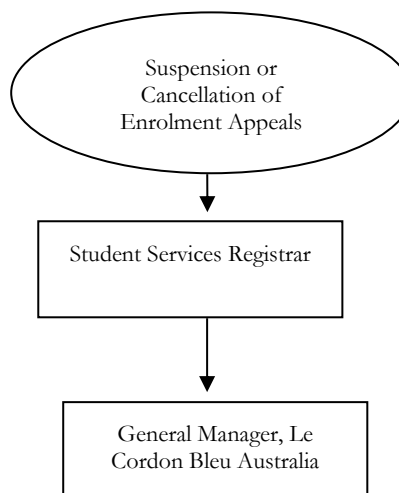 Suspension or
Cancellation of
Enrolment Appeals
Student Services Registrar
General Manager, Le
Cordon Bleu Australia